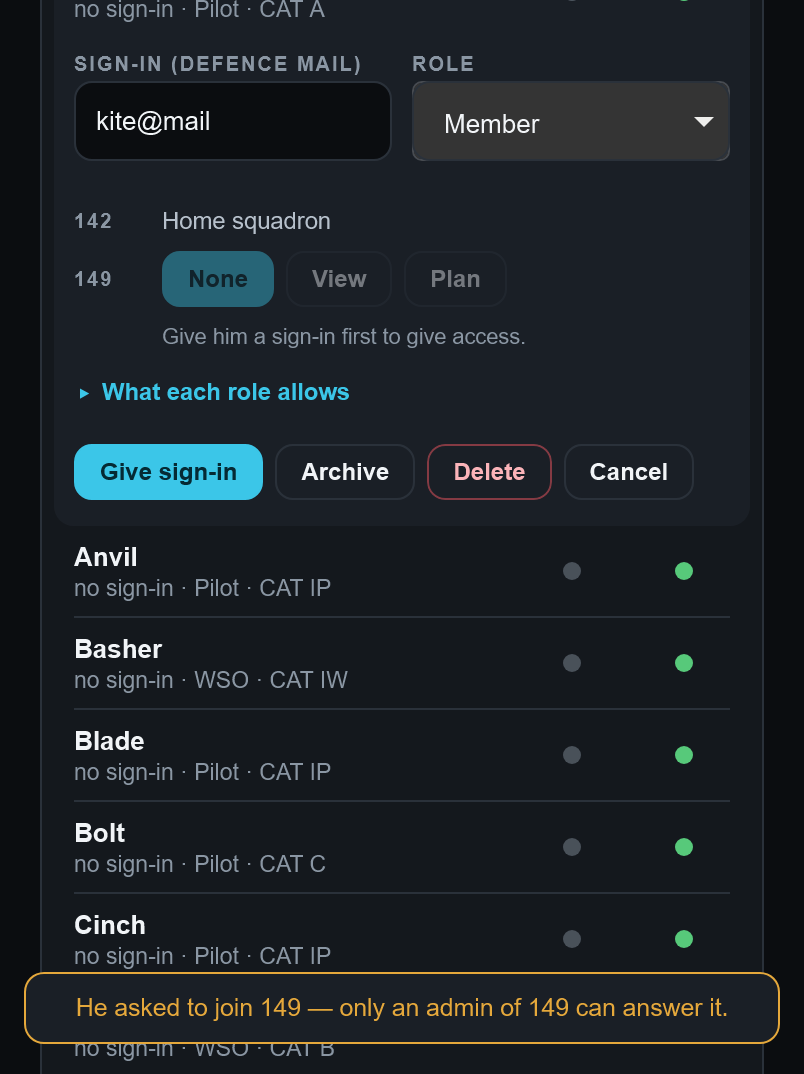 no sign-in · Pilot · CAT A
SIGN-IN (DEFENCE MAIL)
ROLE
kite@mail
Member
142 Home squadron
149 None View Plan
Give him a sign-in first to give access.
▸ What each role allows
Give sign-in Archive Delete Cancel
Anvil
no sign-in · Pilot · CAT IP
Basher
no sign-in · WSO · CAT IW
Blade
no sign-in · Pilot · CAT IP
Bolt
no sign-in · Pilot · CAT C
Cinch
no sign-in · Pilot · CAT IP
He asked to join 149 — only an admin of 149 can answer it.
no sign-in · WSO · CAT B